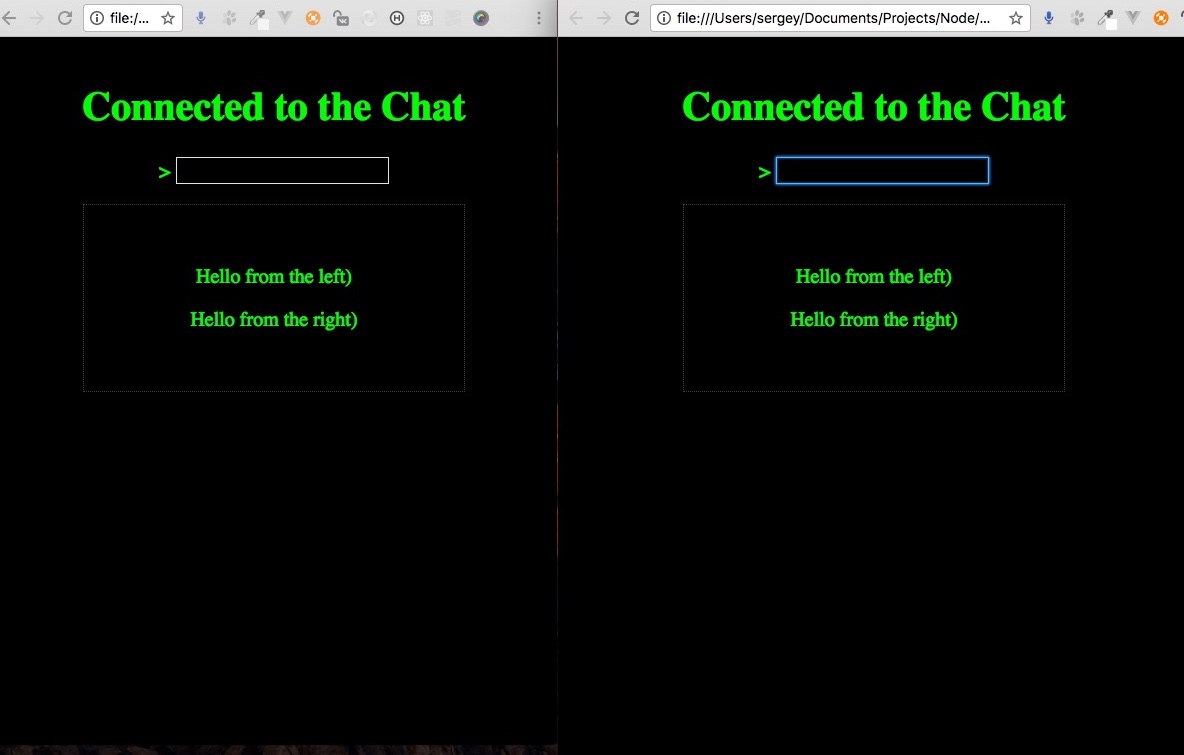 file:/...
Connected to the Chat
>
Hello from the left)
Hello from the right)
file:///Users/sergey/Documents/Projects/Node/...
Connected to the Chat
>
Hello from the left)
Hello from the right)